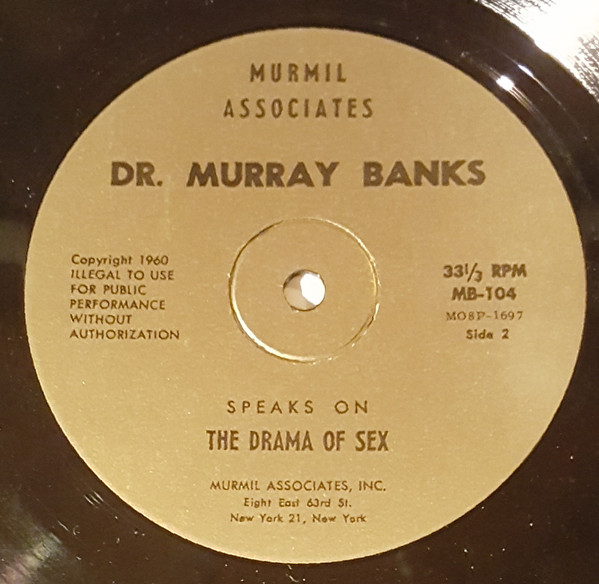 MURMIL
ASSOCIATES
DR. MURRAY BANKS
Copyright 1960
ILLEGAL TO USE
FOR PUBLIC
PERFORMANCE
WITHOUT
AUTHORIZATION
33 1/3 RPM
MB-104
MO8P-1697
Side 2
SPEAKS ON
THE DRAMA OF SEX
MURMIL ASSOCIATES, INC.
Eight East 63rd St.
New York 21, New York